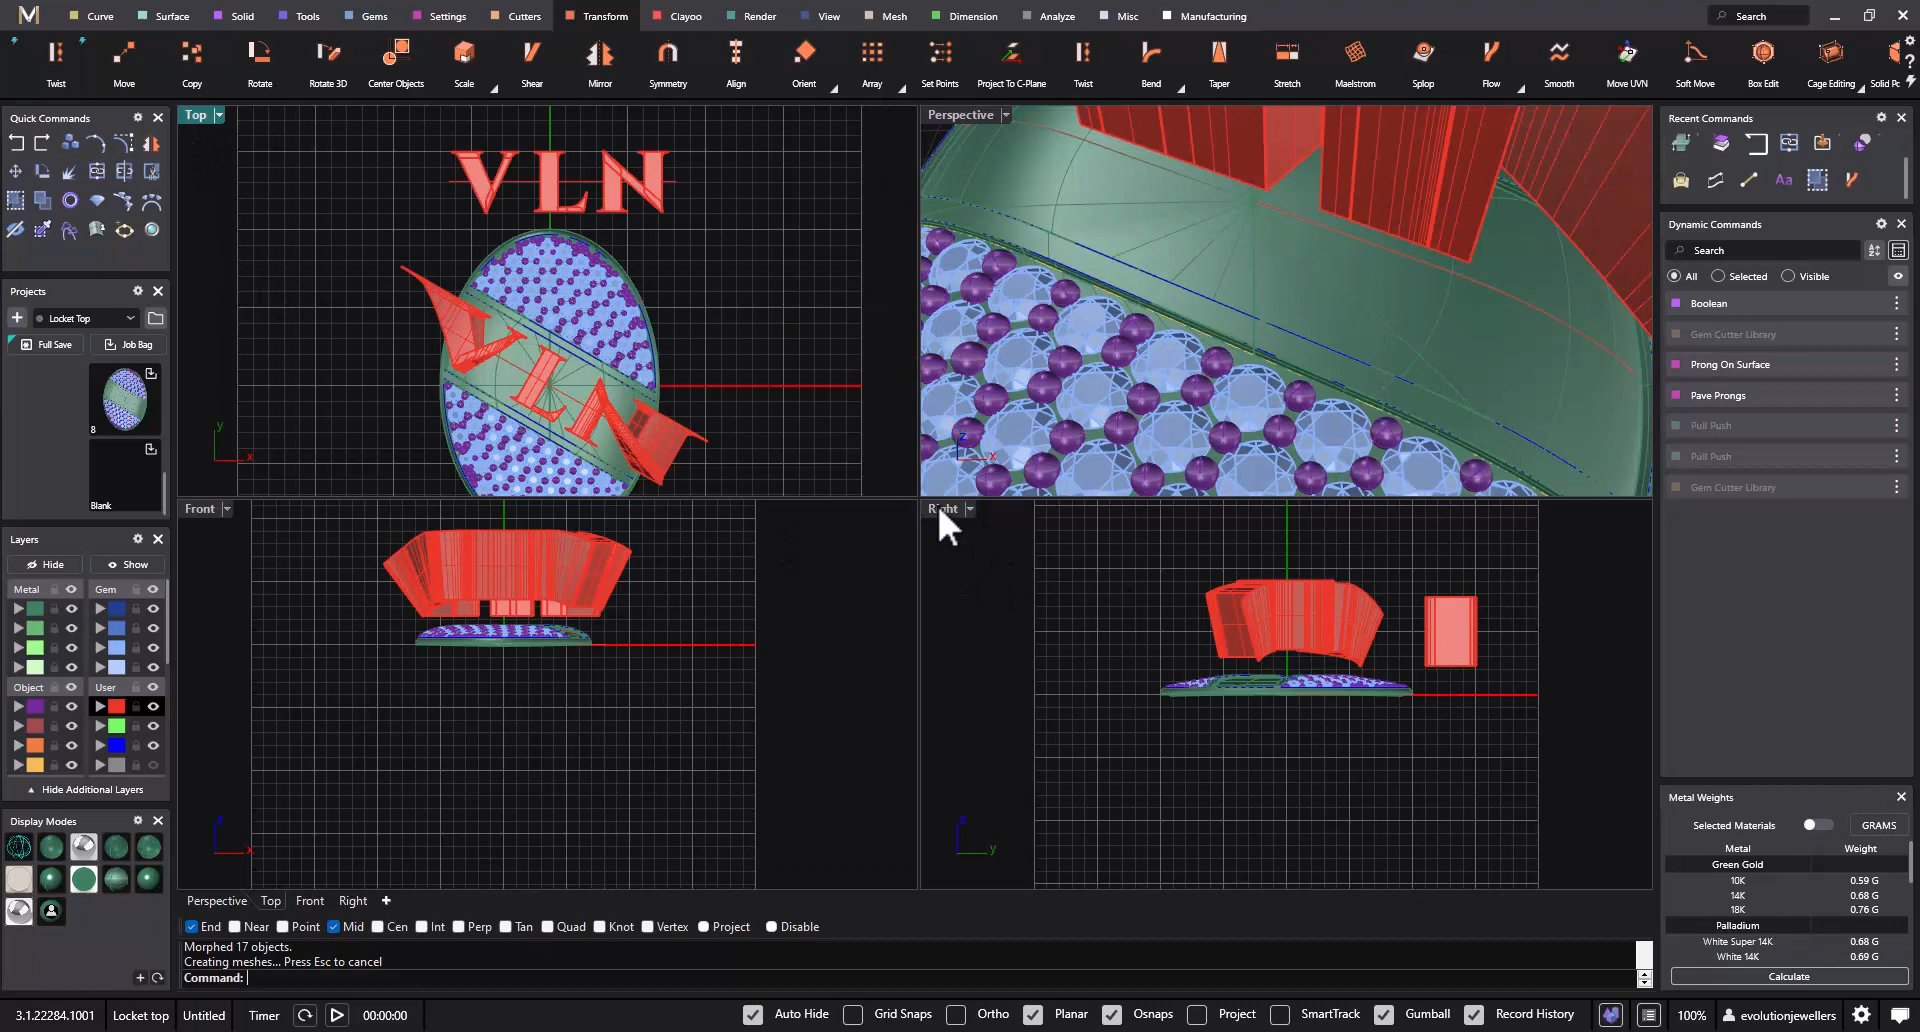 M Curve Surface Solid Tools Gems Settings Cutters Transform Clayoo Render View Mesh Dimension Analyze Misc Manufacturing Search
Twist Move Copy Rotate Rotate 3D Center Objects Scale Shear Mirror Symmetry Align Orient Array Set Points Project To C-Plane Twist Bend Taper Stretch Maelstrom Splop Flow Smooth Move UVN Soft Move Box Edit Cage Editing Solid Pc
Quick Commands
Projects
Locket Top
Full Save Job Bag
8
Blank
Layers
Hide Show
Metal Gem
Object User
Hide Additional Layers
Display Modes
Top
VLN
VLN
y
x
Perspective
z
x
Front
z
x
Right
z
y
Perspective Top Front Right +
End Near Point Mid Cen Int Perp Tan Quad Knot Vertex Project Disable
Morphed 17 objects.
Creating meshes... Press Esc to cancel
Command:
Recent Commands
Aa
Dynamic Commands
Search
All Selected Visible
Boolean
Gem Cutter Library
Prong On Surface
Pave Prongs
Pull Push
Pull Push
Gem Cutter Library
Metal Weights
Selected Materials GRAMS
Metal Weight
Green Gold
10K 0.59 G
14K 0.68 G
18K 0.76 G
Palladium
White Super 14K 0.68 G
White 14K 0.69 G
Calculate
3.1.22284.1001 Locket top Untitled Timer 00:00:00 Auto Hide Grid Snaps Ortho Planar Osnaps Project SmartTrack Gumball Record History 100% evolutionjewellers